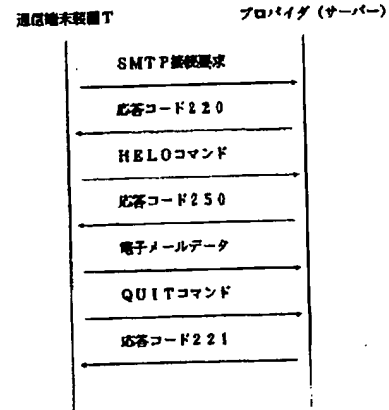 通信端末装置T
プロバイダ（サーバー）
SMTP接続要求
応答コード220
HELOコマンド
応答コード250
電子メールデータ
QUITコマンド
応答コード221